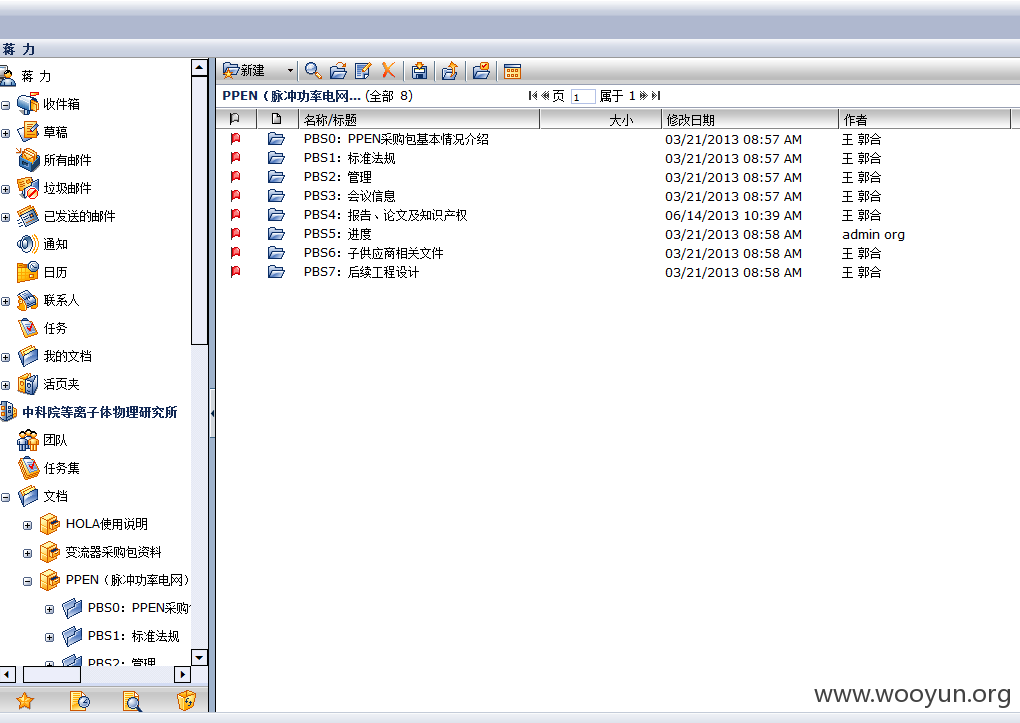 蒋 力
蒋 力
收件箱
草稿
所有邮件
垃圾邮件
已发送的邮件
通知
日历
联系人
任务
我的文档
活页夹
中科院等离子体物理研究所
团队
任务集
文档
HOLA使用说明
变流器采购包资料
PPEN（脉冲功率电网）
PBS0：PPEN采购
PBS1：标准法规
PBS2：管理
新建
PPEN（脉冲功率电网... (全部 8)
页 1 属于 1
名称/标题 大小 修改日期 作者
PBS0：PPEN采购包基本情况介绍 03/21/2013 08:57 AM 王 郭合
PBS1：标准法规 03/21/2013 08:57 AM 王 郭合
PBS2：管理 03/21/2013 08:57 AM 王 郭合
PBS3：会议信息 03/21/2013 08:57 AM 王 郭合
PBS4：报告、论文及知识产权 06/14/2013 10:39 AM 王 郭合
PBS5：进度 03/21/2013 08:58 AM admin org
PBS6：子供应商相关文件 03/21/2013 08:58 AM 王 郭合
PBS7：后续工程设计 03/21/2013 08:58 AM 王 郭合
www.wooyun.org